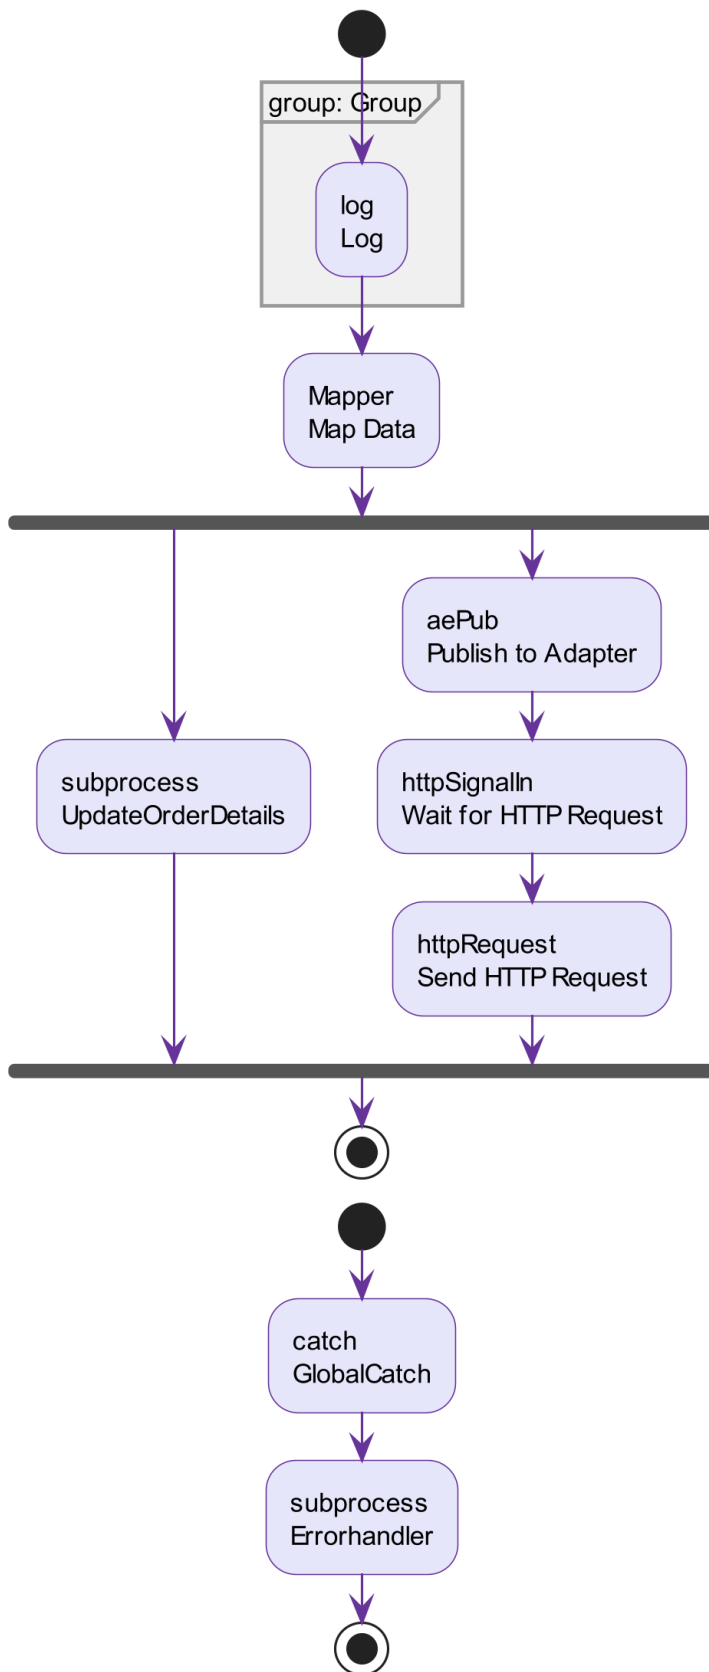 group: Group
log
Log
Mapper
Map Data
aePub
Publish to Adapter
subprocess
UpdateOrderDetails
httpSignalIn
Wait for HTTP Request
httpRequest
Send HTTP Request
catch
GlobalCatch
subprocess
Errorhandler